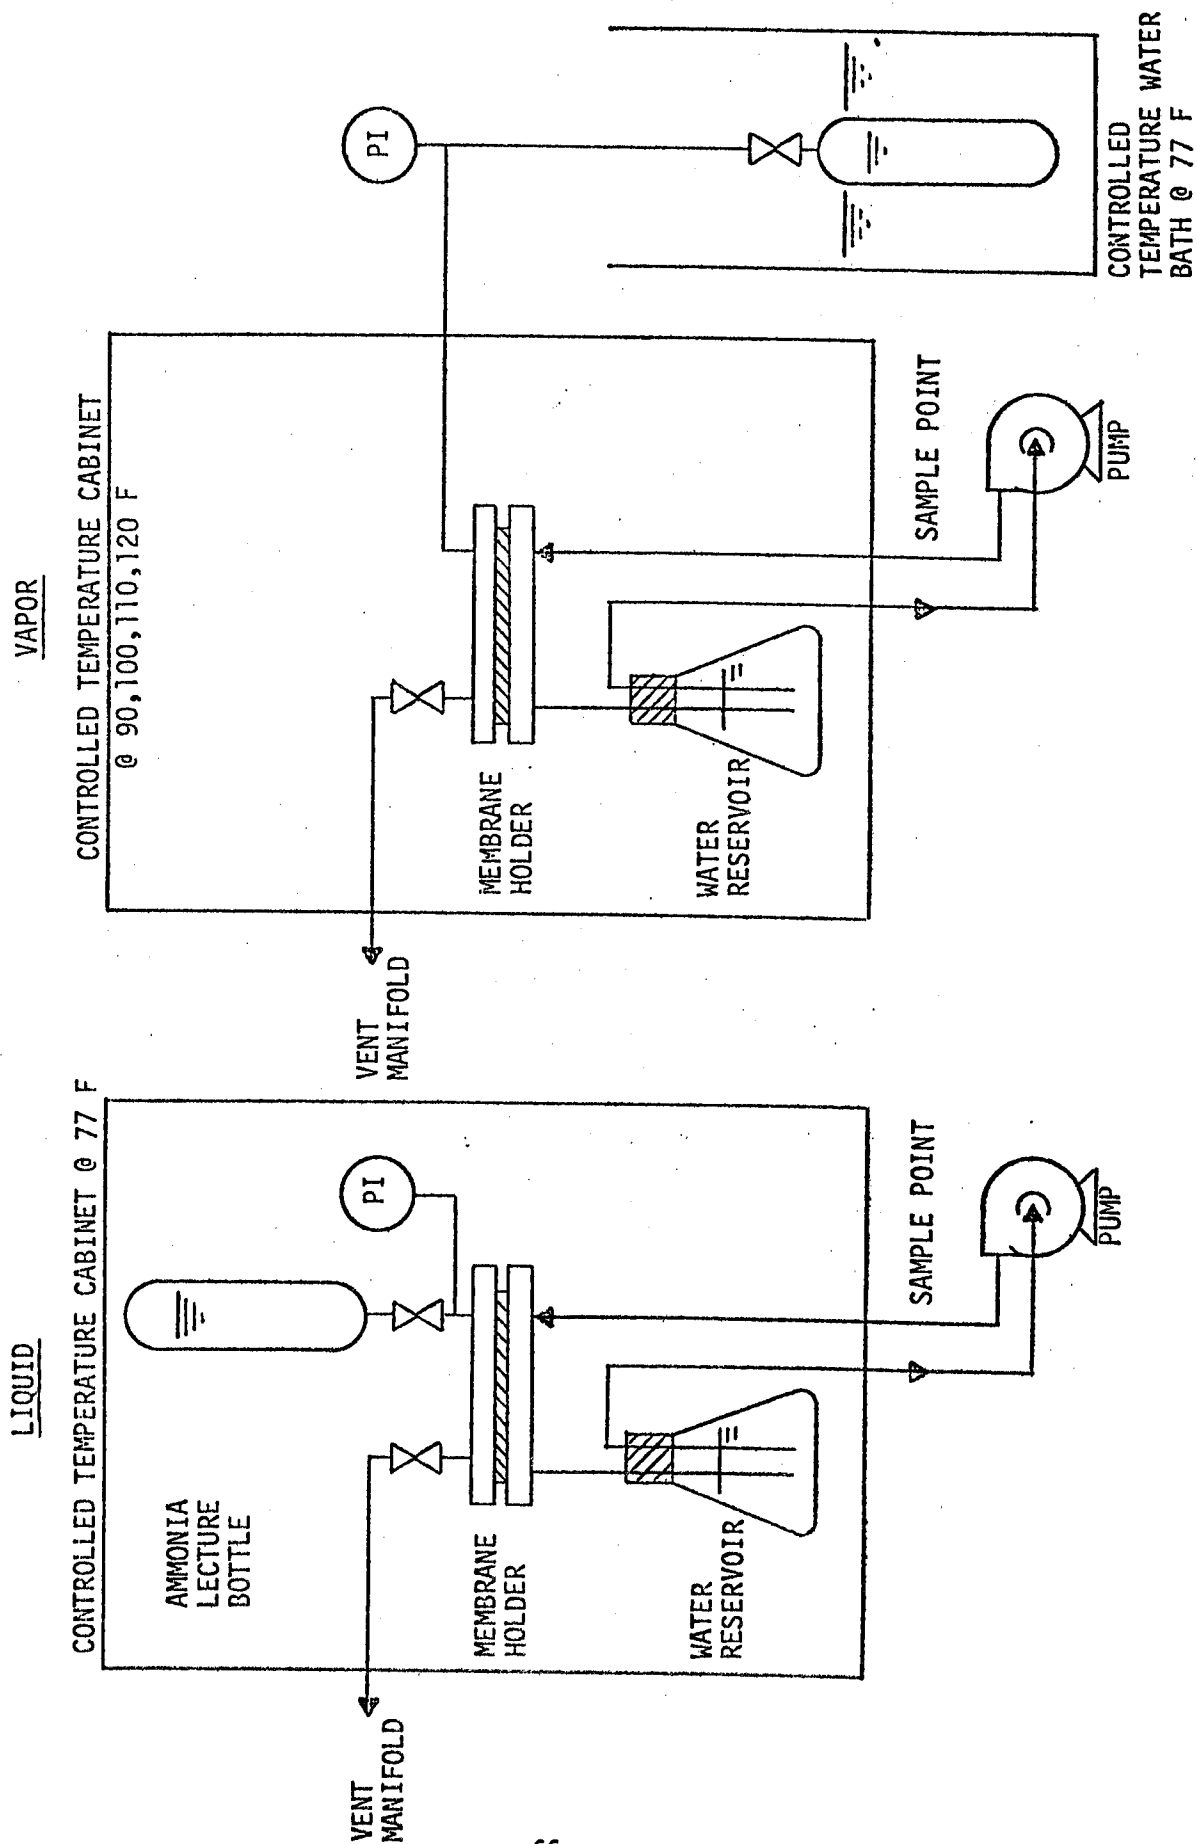 LIQUID
CONTROLLED TEMPERATURE CABINET @ 77 F
AMMONIA
LECTURE
BOTTLE
PI
VENT
MANIFOLD
MEMBRANE
HOLDER
WATER
RESERVOIR
SAMPLE POINT
PUMP
VAPOR
CONTROLLED TEMPERATURE CABINET
@ 90,100,110,120 F
PI
VENT
MANIFOLD
MEMBRANE
HOLDER
WATER
RESERVOIR
SAMPLE POINT
PUMP
CONTROLLED
TEMPERATURE WATER
BATH @ 77 F